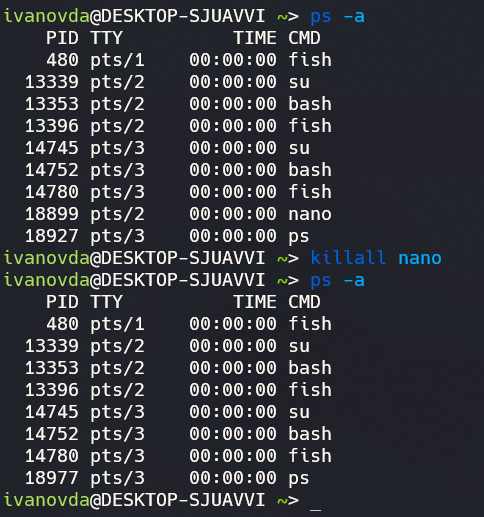 ivanovda@DESKTOP-SJUAVVI ~> ps -a
    PID TTY          TIME CMD
    480 pts/1    00:00:00 fish
  13339 pts/2    00:00:00 su
  13353 pts/2    00:00:00 bash
  13396 pts/2    00:00:00 fish
  14745 pts/3    00:00:00 su
  14752 pts/3    00:00:00 bash
  14780 pts/3    00:00:00 fish
  18899 pts/2    00:00:00 nano
  18927 pts/3    00:00:00 ps
ivanovda@DESKTOP-SJUAVVI ~> killall nano
ivanovda@DESKTOP-SJUAVVI ~> ps -a
    PID TTY          TIME CMD
    480 pts/1    00:00:00 fish
  13339 pts/2    00:00:00 su
  13353 pts/2    00:00:00 bash
  13396 pts/2    00:00:00 fish
  14745 pts/3    00:00:00 su
  14752 pts/3    00:00:00 bash
  14780 pts/3    00:00:00 fish
  18977 pts/3    00:00:00 ps
ivanovda@DESKTOP-SJUAVVI ~> _